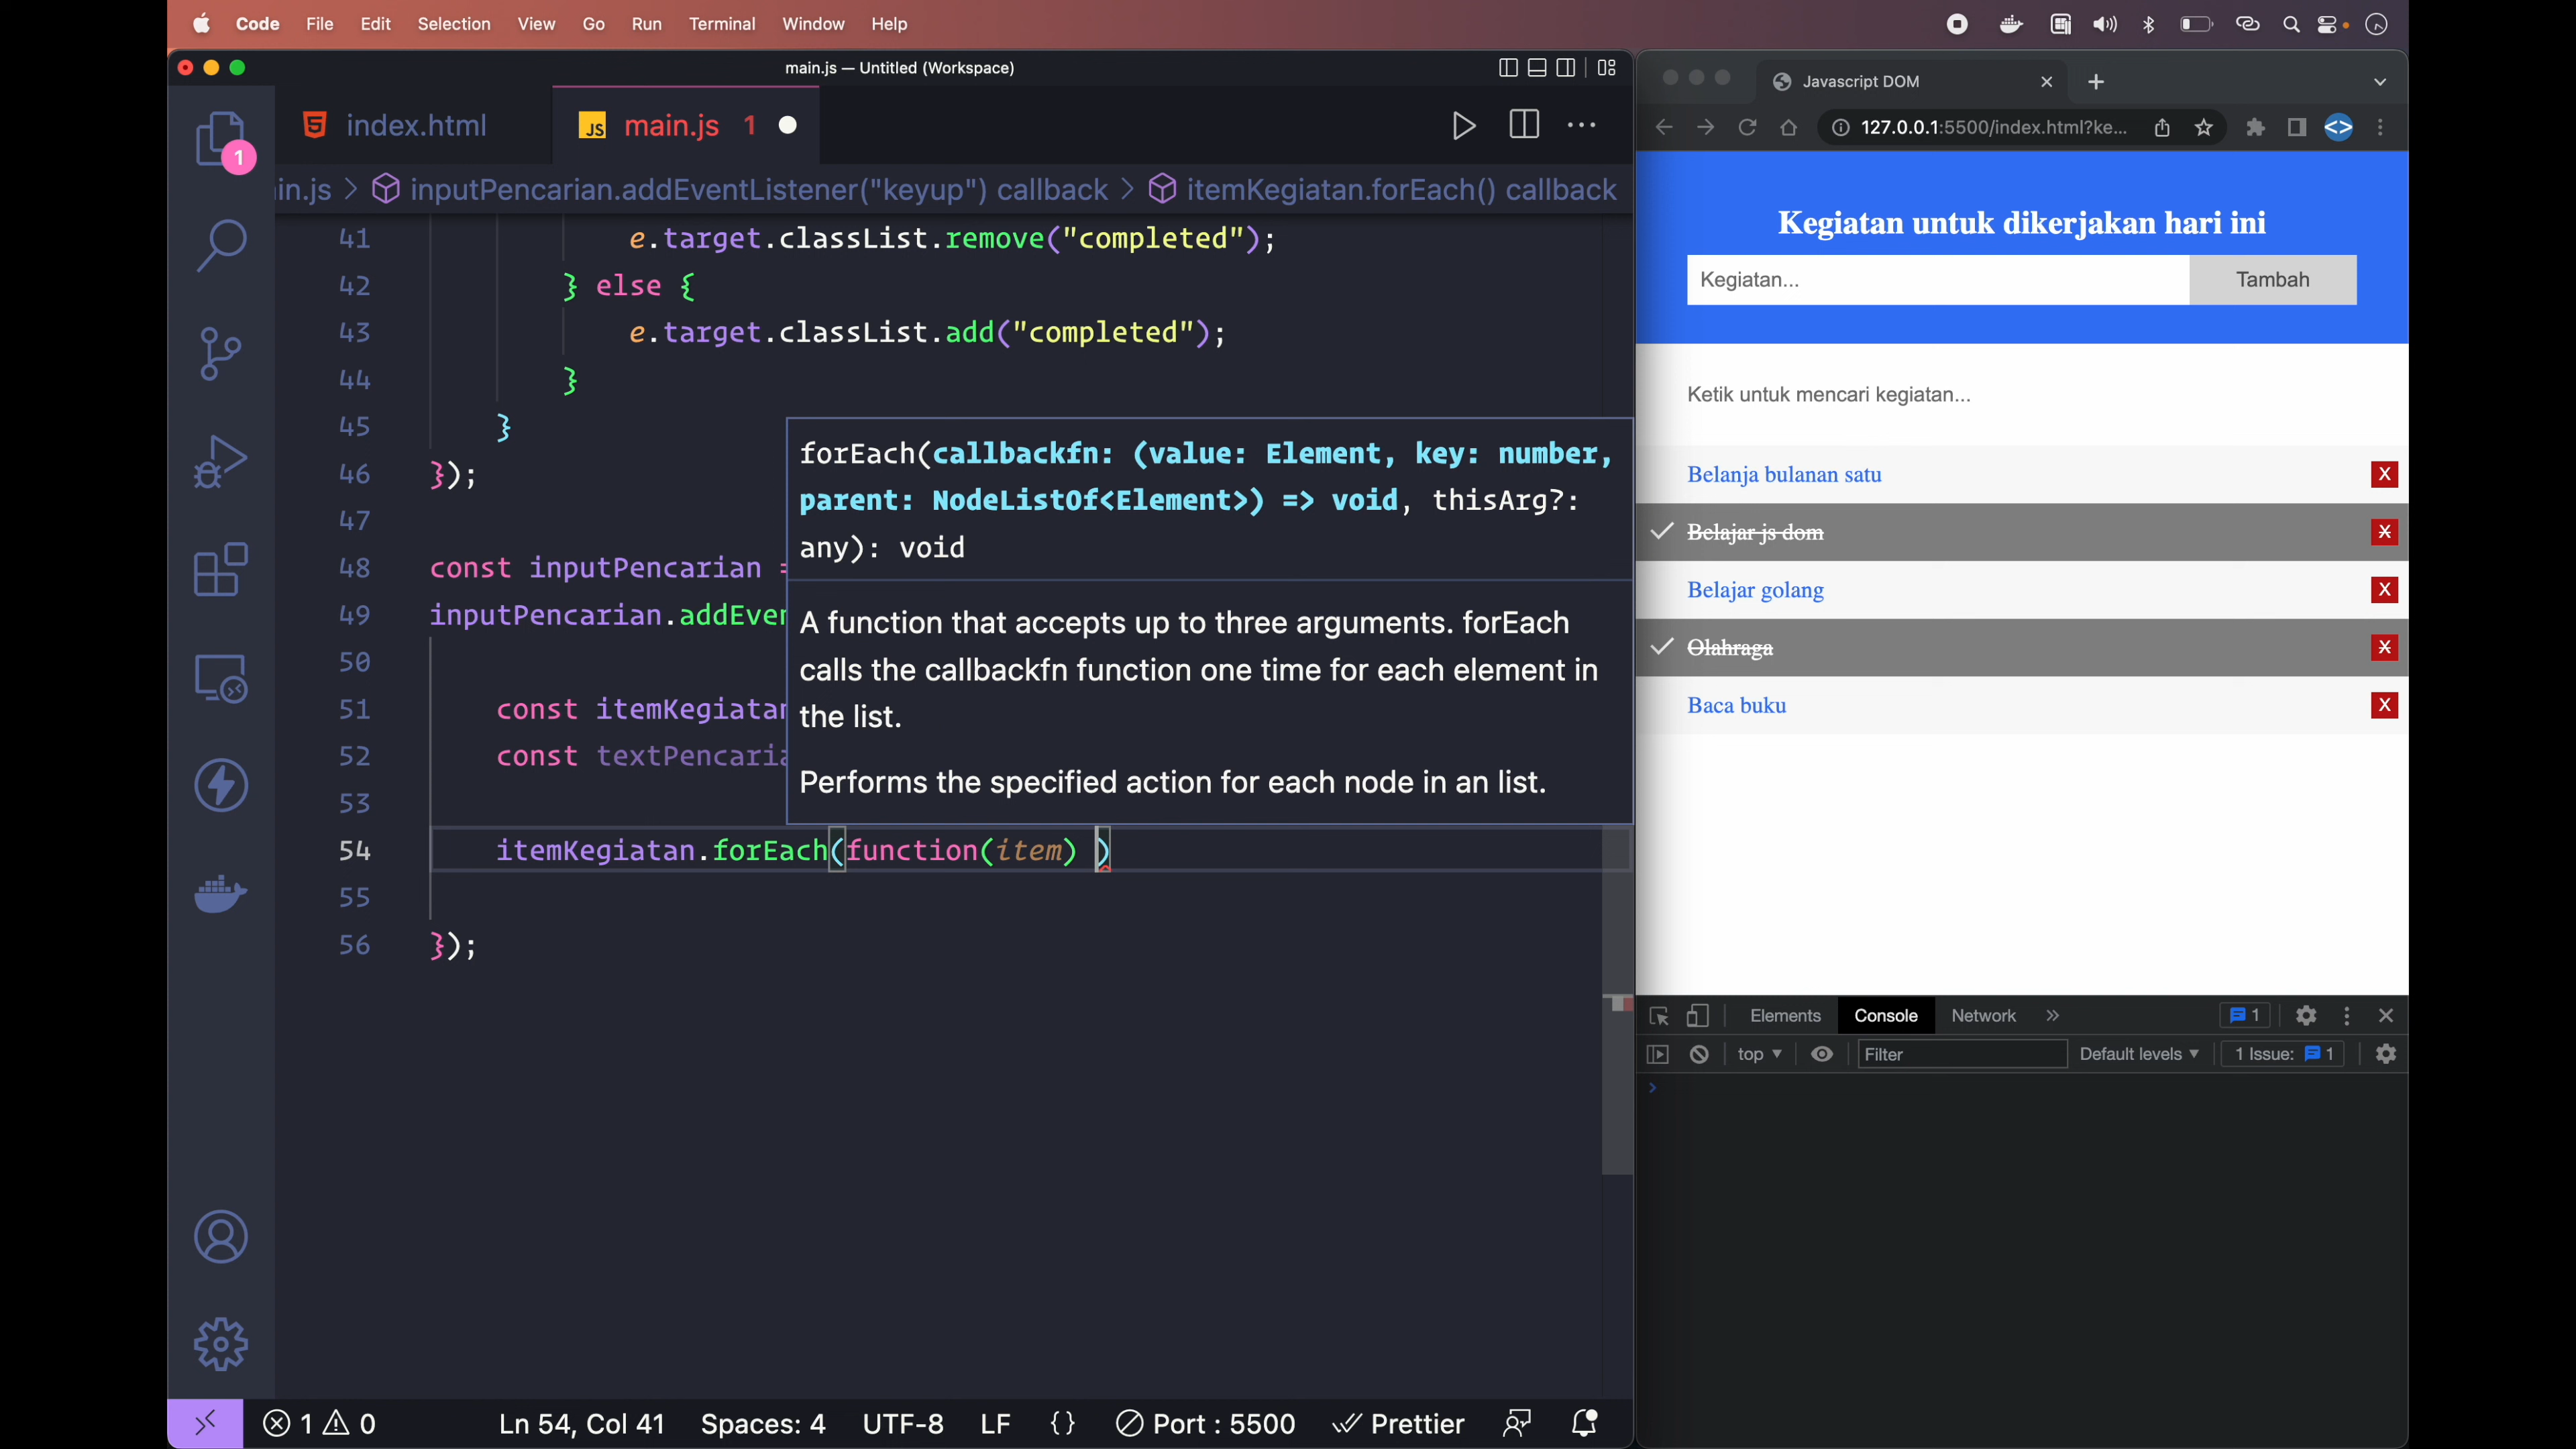 Code File Edit Selection View Go Run Terminal Window Help
main.js — Untitled (Workspace)
index.html
JS main.js 1
in.js > inputPencarian.addEventListener("keyup") callback > itemKegiatan.forEach() callback
41 e.target.classList.remove("completed");
42 } else {
43 e.target.classList.add("completed");
44 }
45 }
46 });
47
48 const inputPencarian =
49 inputPencarian.addEven
50
51 const itemKegiatan
52 const textPencaria
53
54 itemKegiatan.forEach(function(item) )
55
56 });
forEach(callbackfn: (value: Element, key: number,
parent: NodeListOf<Element>) => void, thisArg?:
any): void
A function that accepts up to three arguments. forEach
calls the callbackfn function one time for each element in
the list.
Performs the specified action for each node in an list.
1
1 0 Ln 54, Col 41 Spaces: 4 UTF-8 LF {} Port : 5500 Prettier
Javascript DOM
127.0.0.1:5500/index.html?ke...
Kegiatan untuk dikerjakan hari ini
Kegiatan... Tambah
Ketik untuk mencari kegiatan...
Belanja bulanan satu X
Belajar js dom X
Belajar golang X
Olahraga X
Baca buku X
Elements Console Network » 1
top Filter Default levels 1 Issue: 1